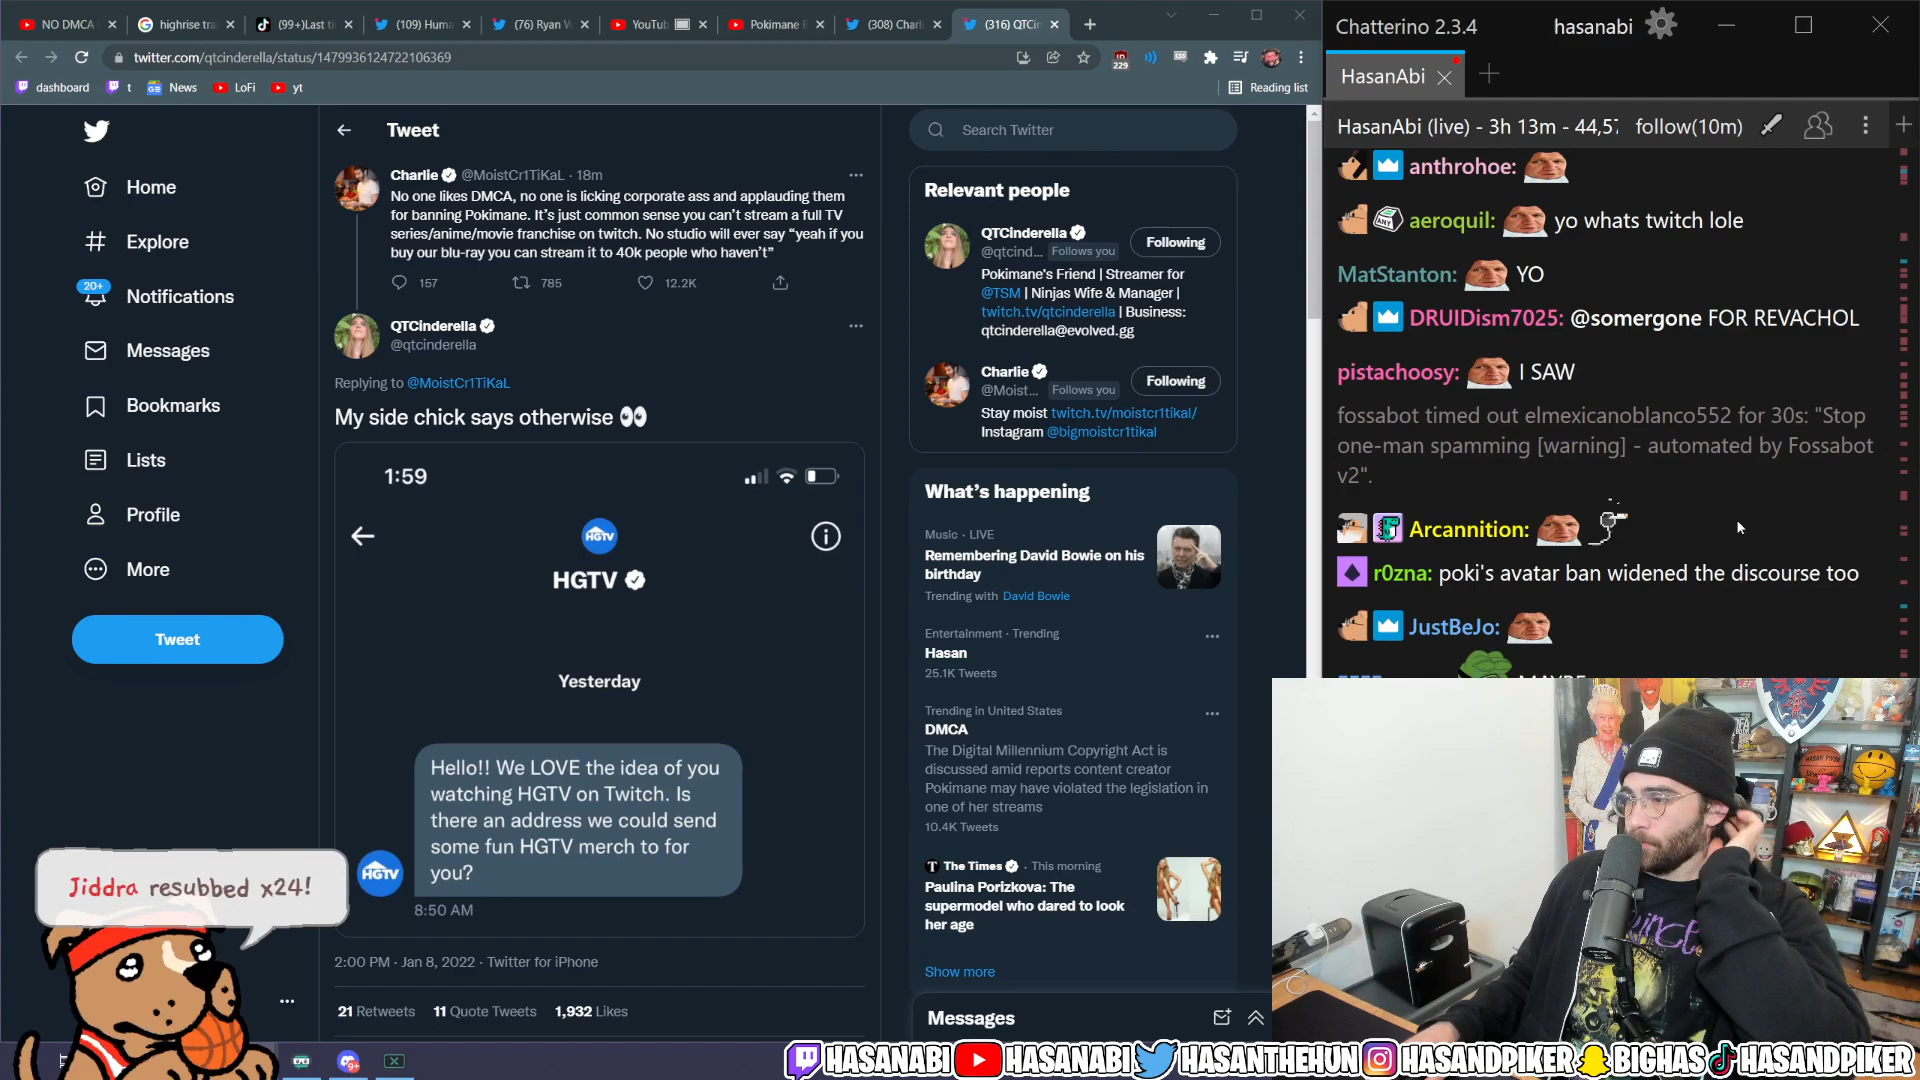 NO DMCA
highrise tra
(99+)Last ti
(109) Huma
(76) Ryan W
YouTub
Pokimane B
(308) Charli
(316) QTCin
twitter.com/qtcinderella/status/1479936124722106369
229
dashboard
t
News
LoFi
yt
Reading list
Home
Explore
20+
Notifications
Messages
Bookmarks
Lists
Profile
More
Tweet
Tweet
Charlie @MoistCr1TiKaL · 18m
No one likes DMCA, no one is licking corporate ass and applauding them
for banning Pokimane. It's just common sense you can't stream a full TV
series/anime/movie franchise on twitch. No studio will ever say “yeah if you
buy our blu-ray you can stream it to 40k people who haven't”
157
785
12.2K
QTCinderella
@qtcinderella
Replying to @MoistCr1TiKaL
My side chick says otherwise 👀
1:59
HGTV
HGTV
Yesterday
Hello!! We LOVE the idea of you
watching HGTV on Twitch. Is
there an address we could send
some fun HGTV merch to for
you?
HGTV
8:50 AM
2:00 PM · Jan 8, 2022 · Twitter for iPhone
21 Retweets 11 Quote Tweets 1,932 Likes
Search Twitter
Relevant people
QTCinderella
@qtcind... Follows you
Following
Pokimane's Friend | Streamer for
@TSM | Ninjas Wife & Manager |
twitch.tv/qtcinderella | Business:
qtcinderella@evolved.gg
Charlie
@Moist... Follows you
Following
Stay moist twitch.tv/moistcr1tikal/
Instagram @bigmoistcr1tikal
What's happening
Music · LIVE
Remembering David Bowie on his
birthday
Trending with David Bowie
Entertainment · Trending
Hasan
25.1K Tweets
Trending in United States
DMCA
The Digital Millennium Copyright Act is
discussed amid reports content creator
Pokimane may have violated the legislation in
one of her streams
10.4K Tweets
The Times · This morning
Paulina Porizkova: The
supermodel who dared to look
her age
Show more
Messages
Chatterino 2.3.4
hasanabi
HasanAbi
HasanAbi (live) - 3h 13m - 44,57
follow(10m)
anthrohoe:
aeroquil: yo whats twitch lole
MatStanton: YO
DRUIDism7025: @somergone FOR REVACHOL
pistachoosy: I SAW
fossabot timed out elmexicanoblanco552 for 30s: "Stop
one-man spamming [warning] - automated by Fossabot
v2".
Arcannition:
r0zna: poki's avatar ban widened the discourse too
JustBeJo:
Jiddra resubbed x24!
9+
HASANABI HASANABI HASANTHEHUN HASANDPIKER BIGHAS HASANDPIKER